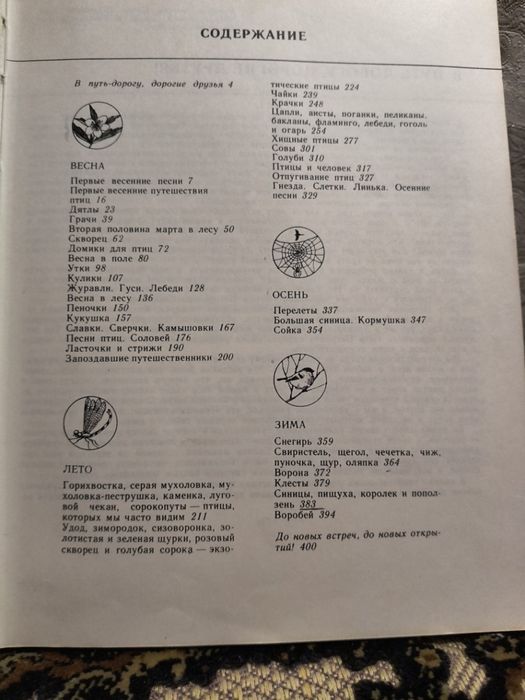 СОДЕРЖАНИЕ
В путь-дорогу, дорогие друзья 4
ВЕСНА
Первые весенние песни 7
Первые весенние путешествия
птиц 16
Дятлы 23
Грачи 39
Вторая половина марта в лесу 50
Скворец 62
Домики для птиц 72
Весна в поле 80
Утки 98
Кулики 107
Журавли. Гуси. Лебеди 128
Весна в лесу 136
Пеночки 150
Кукушка 157
Славки. Сверчки. Камышовки 167
Песни птиц. Соловей 176
Ласточки и стрижи 190
Запоздавшие путешественники 200
ЛЕТО
Горихвостка, серая мухоловка, му-
холовка-пеструшка, каменка, луго-
вой чекан, сорокопуты — птицы,
которых мы часто видим 211
Удод, зимородок, сизоворонка, зо-
лотистая и зеленая щурки, розовый
скворец и голубая сорока — экзо-
тические птицы 224
Чайки 239
Крачки 248
Цапли, аисты, поганки, пеликаны,
бакланы, фламинго, лебеди, гоголь
и огарь 254
Хищные птицы 277
Совы 301
Голуби 310
Птицы и человек 317
Отпугивание птиц 327
Гнезда. Слетки. Линька. Осенние
песни 329
ОСЕНЬ
Перелеты 337
Большая синица. Кормушка 347
Сойка 354
ЗИМА
Снегирь 359
Свиристель, щегол, чечетка, чиж,
пуночка, щур, оляпка 364
Ворона 372
Клесты 379
Синицы, пищуха, королек и попол-
зень 383
Воробей 394
До новых встреч, до новых откры-
тий! 400